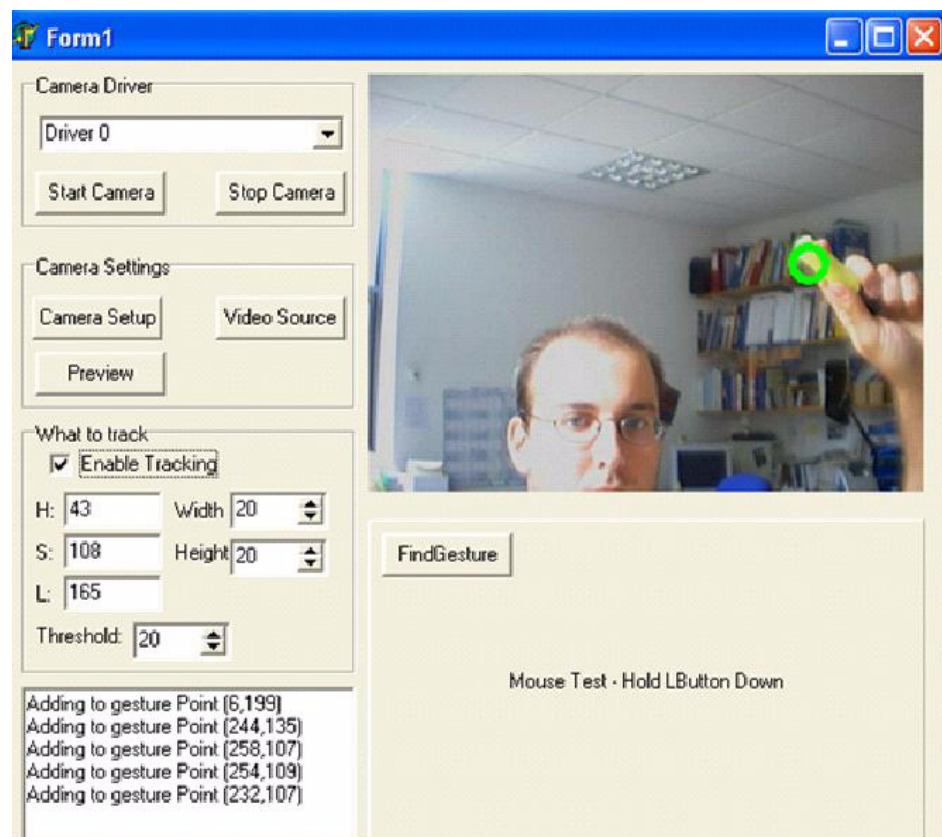 Form1
Camera Driver
Driver 0
Start Camera
Stop Camera
Camera Settings
Camera Setup
Video Source
Preview
What to track
Enable Tracking
H: 43
Width 20
S: 108
Height 20
L: 165
Threshold: 20
Adding to gesture Point (6,199)
Adding to gesture Point (244,135)
Adding to gesture Point (258,107)
Adding to gesture Point (254,109)
Adding to gesture Point (232,107)
FindGesture
Mouse Test - Hold LButton Down